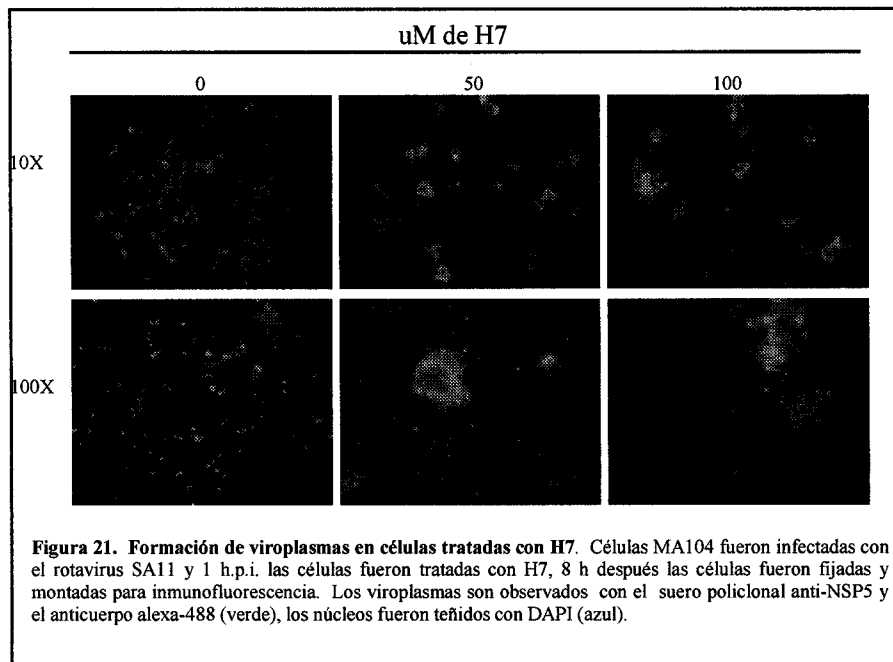 uM de H7
0 50 100
10X
100X
Figura 21. Formación de viroplasmas en células tratadas con H7. Células MA104 fueron infectadas con
el rotavirus SA11 y 1 h.p.i. las células fueron tratadas con H7, 8 h después las células fueron fijadas y
montadas para inmunofluorescencia. Los viroplasmas son observados con el suero policlonal anti-NSP5 y
el anticuerpo alexa-488 (verde), los núcleos fueron teñidos con DAPI (azul).